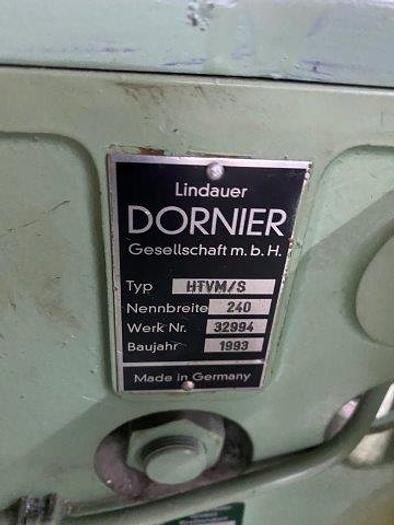 Lindauer
DORNIER
Gesellschaft m. b. H.
Typ HTVM/S
Nennbreite 240
Werk Nr. 32994
Baujahr 1993
Made in Germany